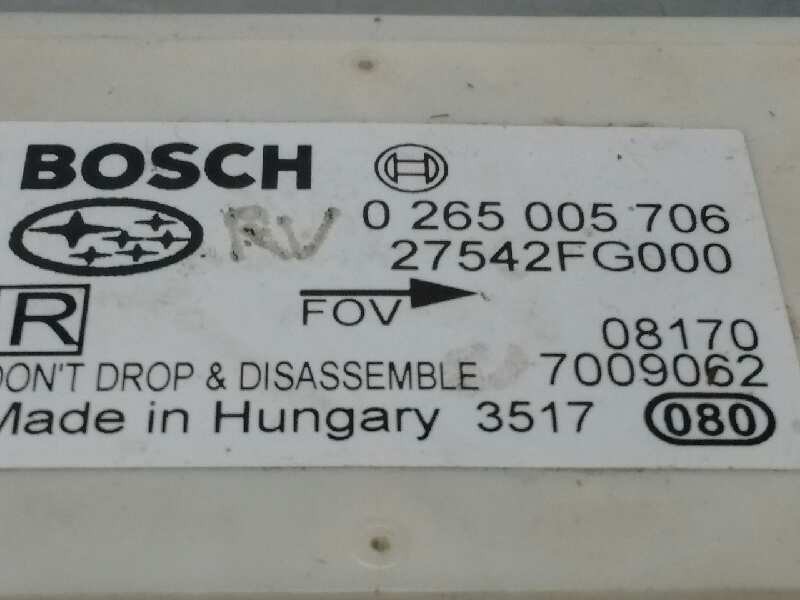 BOSCH
RV 0 265 005 706
27542FG000
R FOV
08170
DON'T DROP & DISASSEMBLE 7009062
Made in Hungary 3517 080